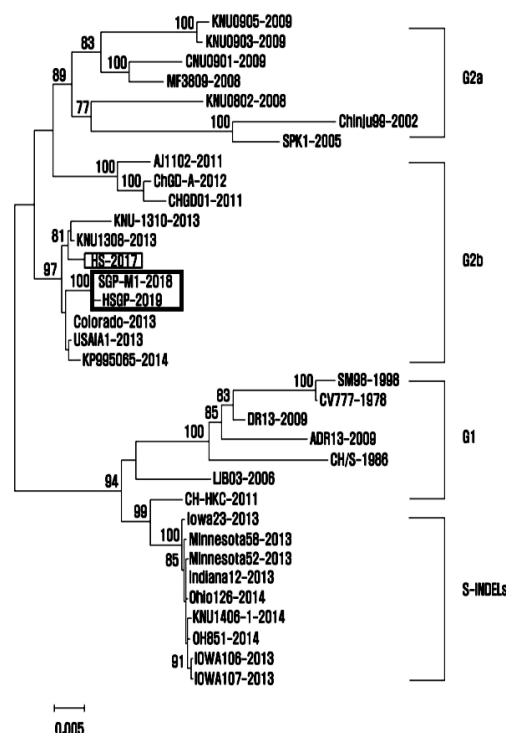 100 KNU0905-2009
83 KNU0903-2009
100 CNU0901-2009
89 MF3809-2008
G2a
KNU0802-2008
77 100 Chinju99-2002
SPK1-2005
AJ1102-2011
100 ChGD-A-2012
100 CHGD01-2011
KNU-1310-2013
81 KNU1308-2013
HS-2017
G2b
97
100 SGP-M1-2018
HSGP-2019
Colorado-2013
USAIA1-2013
KP995065-2014
100 SM98-1998
83 CV777-1978
85 DR13-2009
100 ADR13-2009
G1
CH/S-1986
94 LJB03-2006
99 CH-HKC-2011
Iowa23-2013
100 Minnesota58-2013
85 Minnesota52-2013
Indiana12-2013
S-INDELs
Ohio126-2014
KNU1406-1-2014
OH851-2014
91 IOWA106-2013
IOWA107-2013
0.005